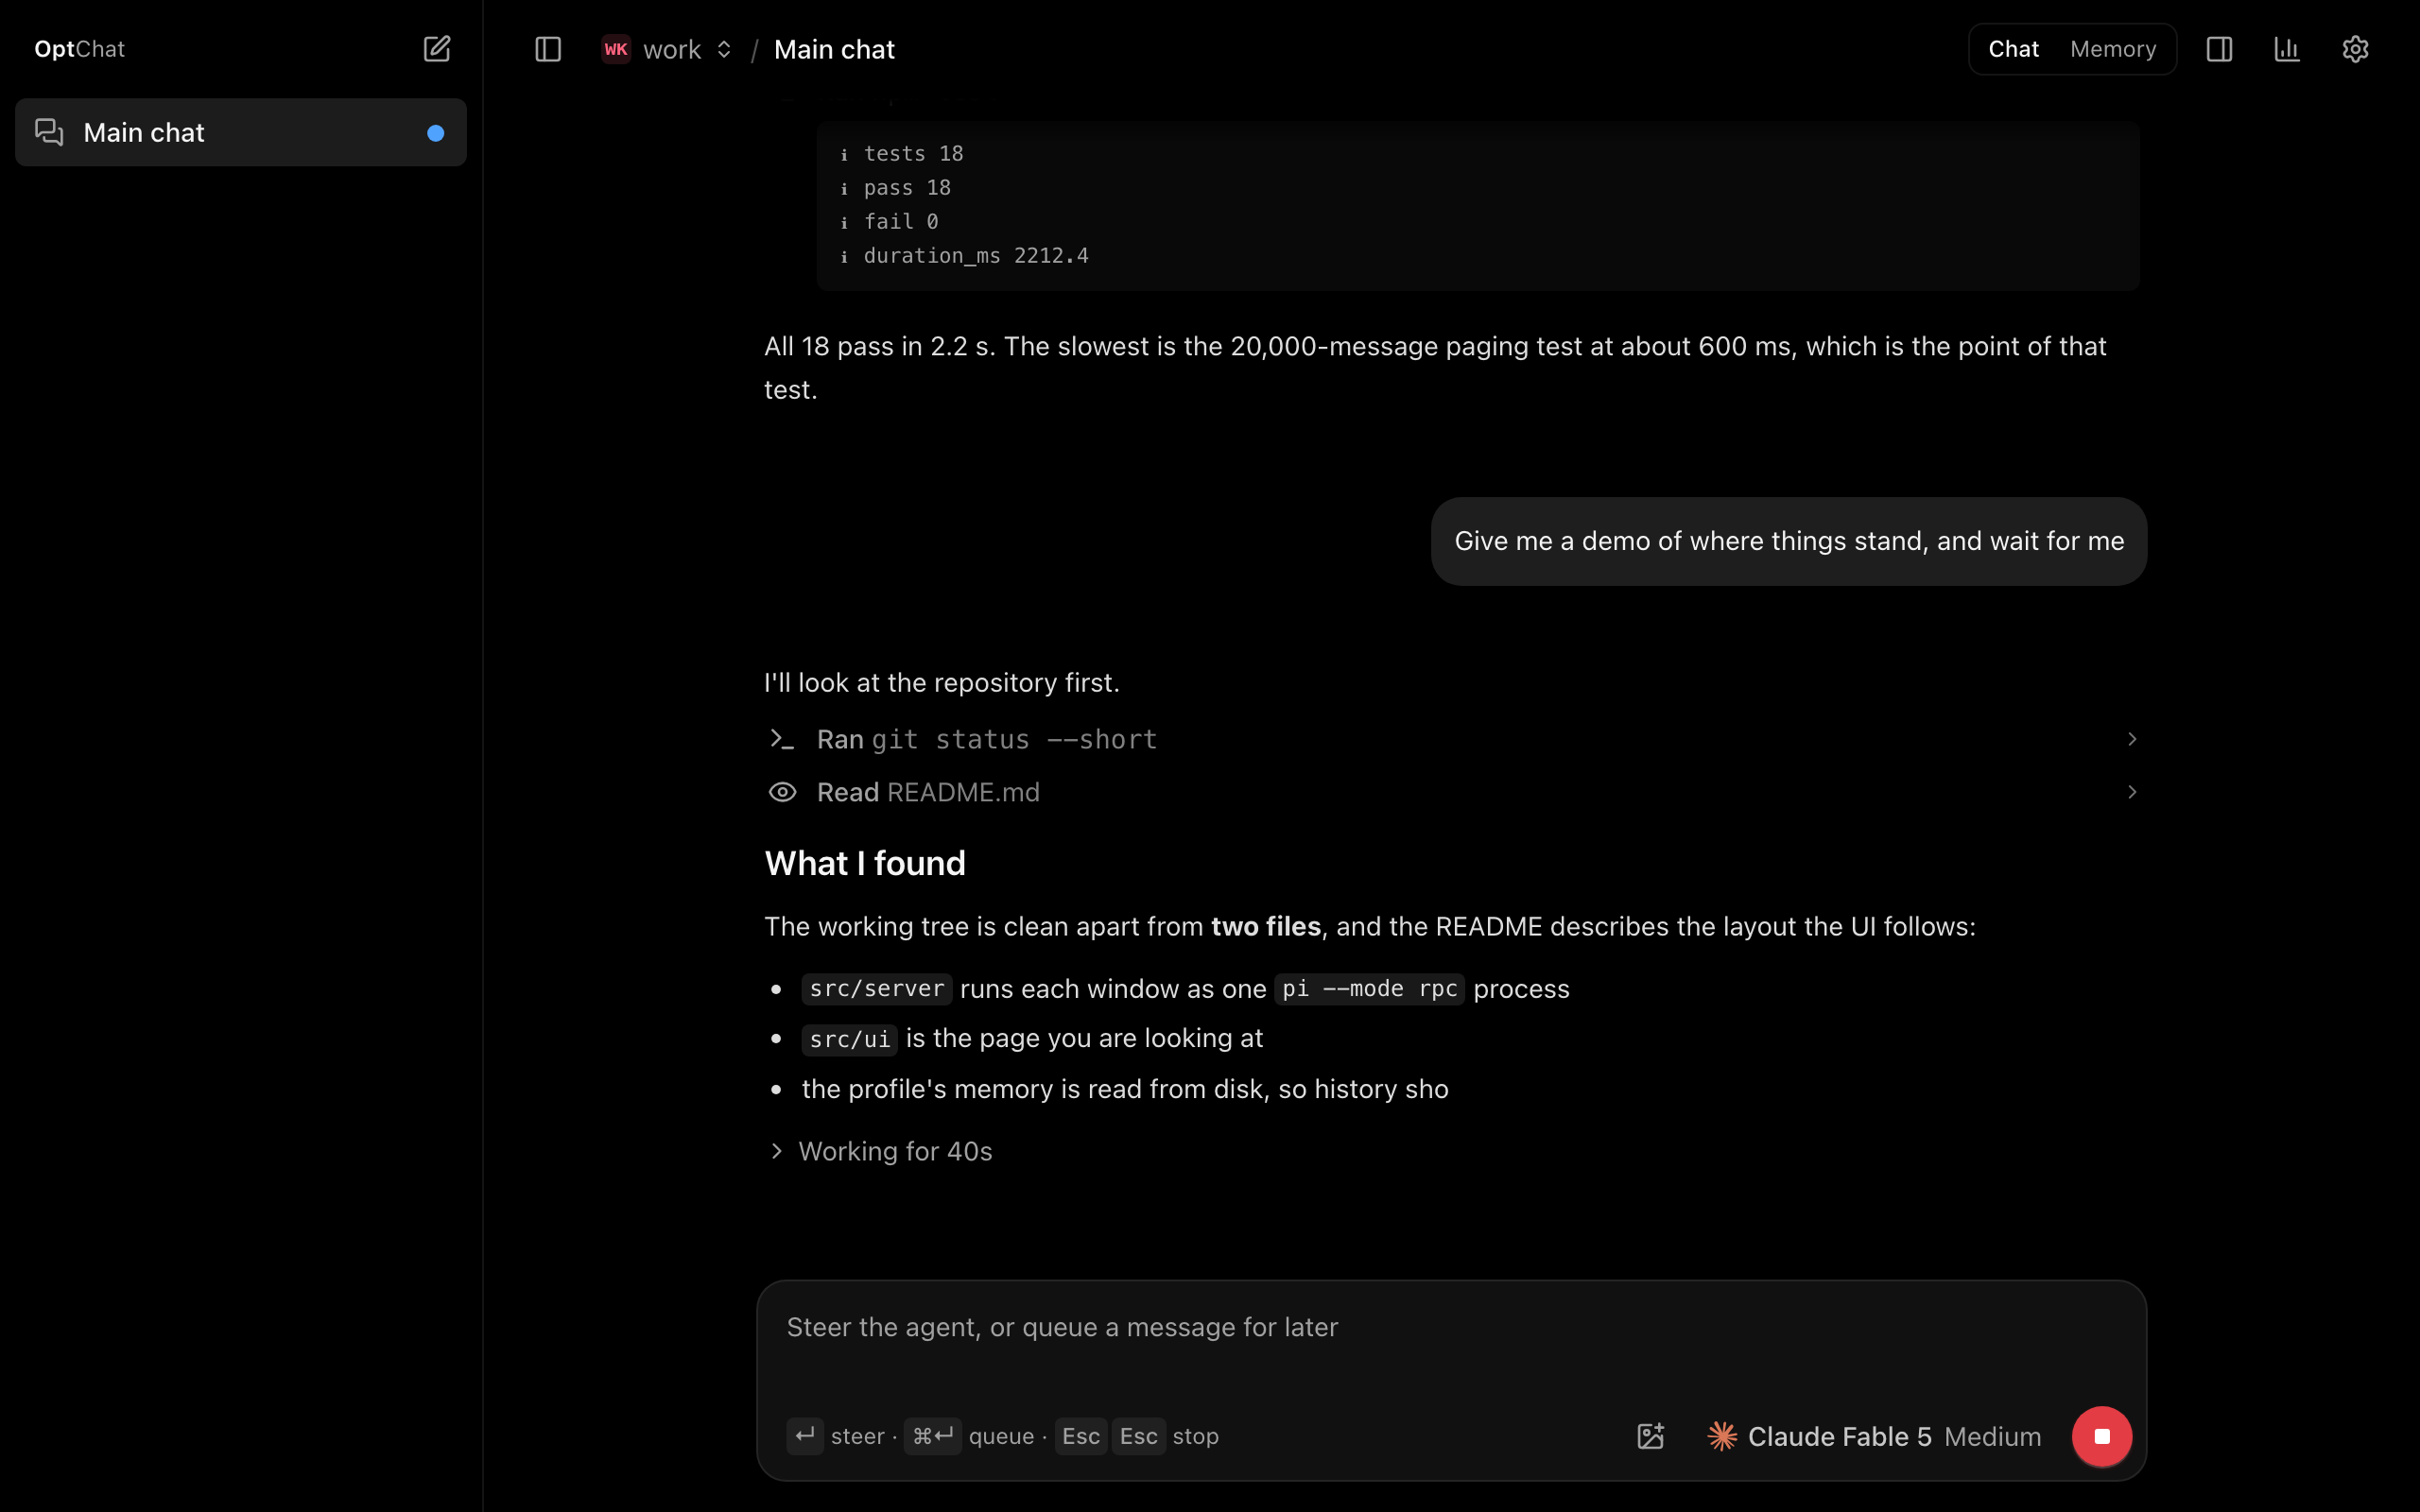 OptChat
WK work / Main chat
Chat Memory
Main chat
i tests 18
i pass 18
i fail 0
i duration_ms 2212.4
All 18 pass in 2.2 s. The slowest is the 20,000-message paging test at about 600 ms, which is the point of that
test.
Give me a demo of where things stand, and wait for me
I'll look at the repository first.
Ran git status --short
Read README.md
What I found
The working tree is clean apart from two files, and the README describes the layout the UI follows:
• src/server runs each window as one pi --mode rpc process
• src/ui is the page you are looking at
• the profile's memory is read from disk, so history sho
Working for 40s
Steer the agent, or queue a message for later
↵ steer · ⌘↵ queue · Esc Esc stop
Claude Fable 5 Medium